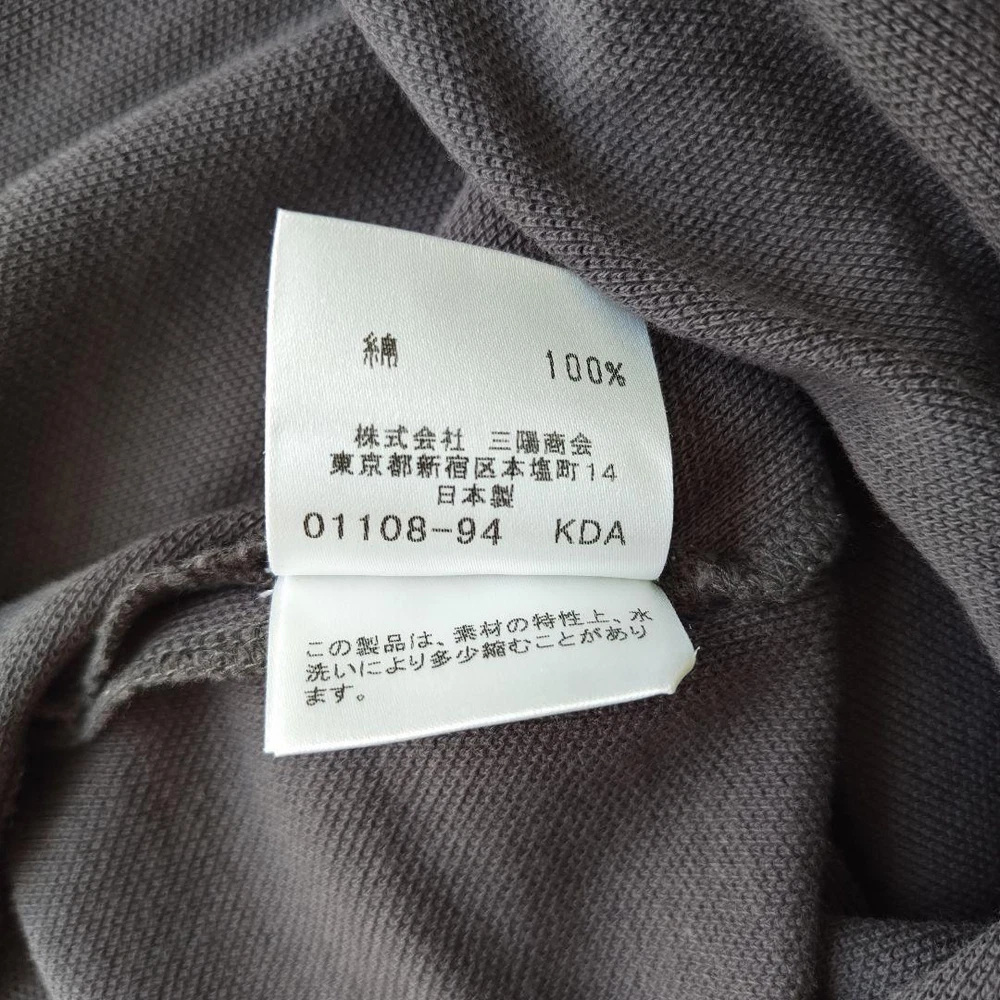 綿 100%
株式会社 三陽商会
東京都新宿区本塩町14
日本製
01108-94 KDA
この製品は、素材の特性上、水
洗いにより多少縮むことがあり
ます。